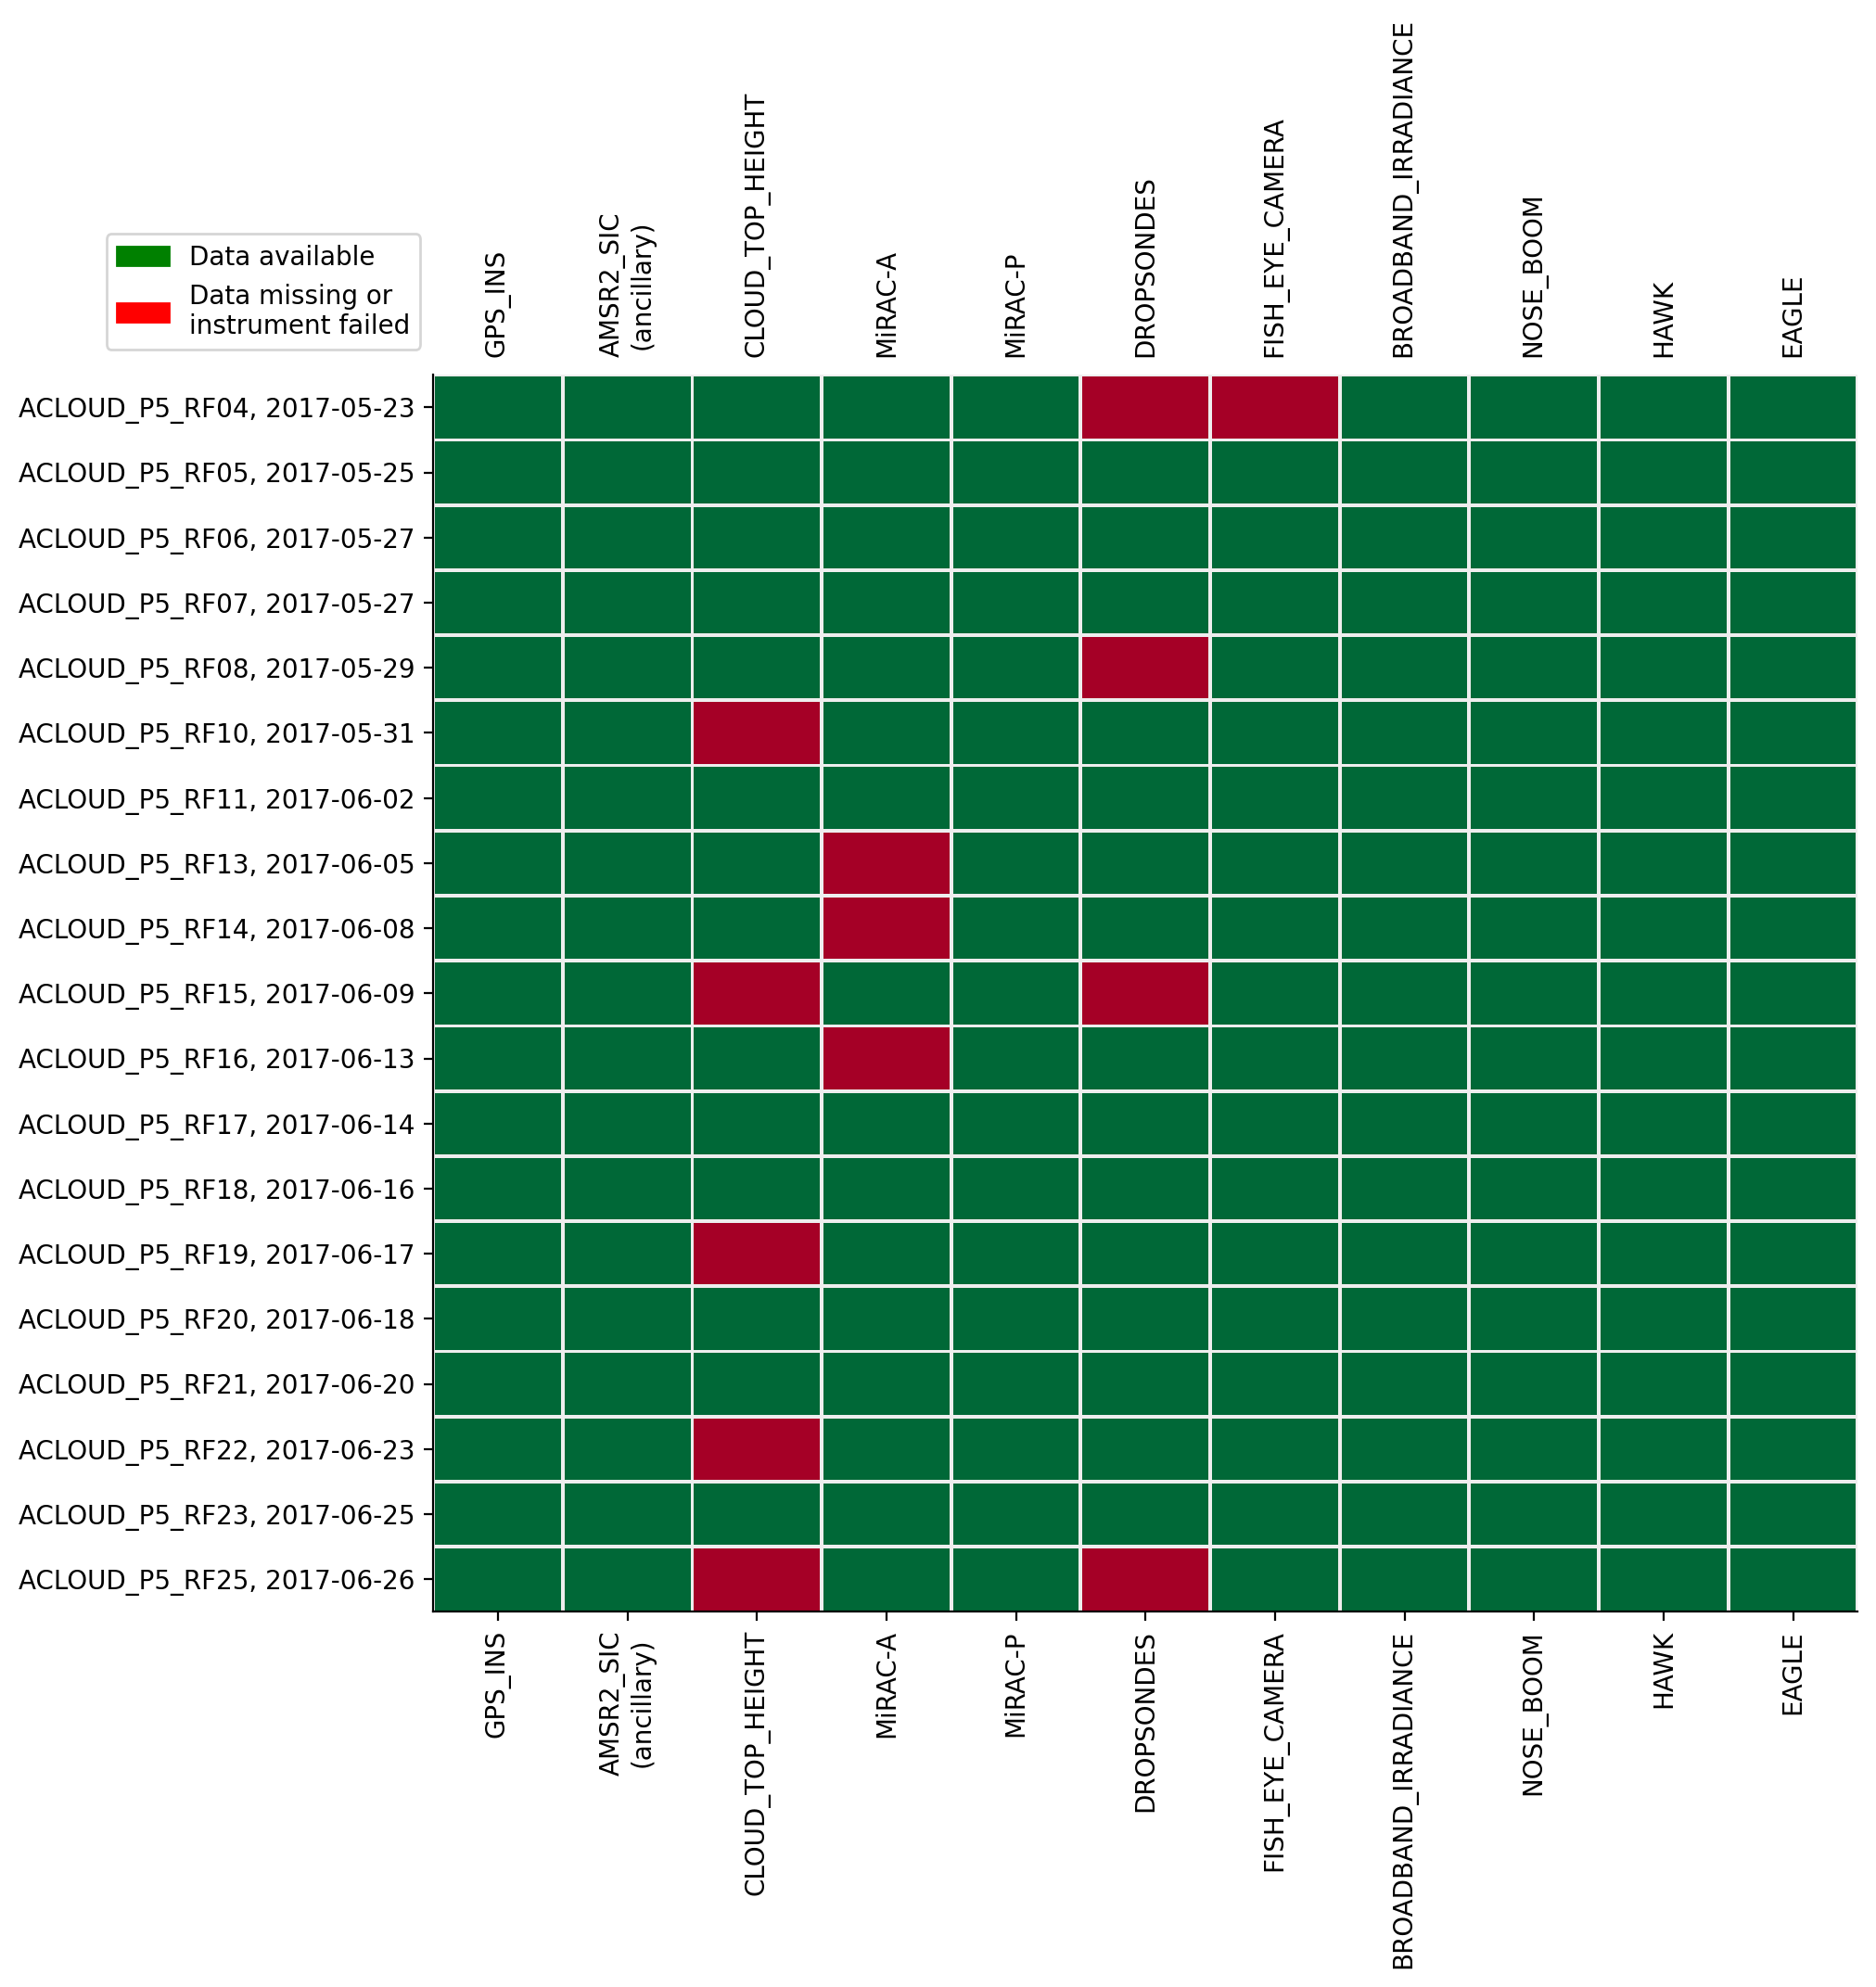 GPS_INS
AMSR2_SIC
(ancillary)
CLOUD_TOP_HEIGHT
MiRAC-A
MiRAC-P
DROPSONDES
FISH_EYE_CAMERA
BROADBAND_IRRADIANCE
NOSE_BOOM
HAWK
EAGLE
Data available
Data missing or
instrument failed
ACLOUD_P5_RF04, 2017-05-23
ACLOUD_P5_RF05, 2017-05-25
ACLOUD_P5_RF06, 2017-05-27
ACLOUD_P5_RF07, 2017-05-27
ACLOUD_P5_RF08, 2017-05-29
ACLOUD_P5_RF10, 2017-05-31
ACLOUD_P5_RF11, 2017-06-02
ACLOUD_P5_RF13, 2017-06-05
ACLOUD_P5_RF14, 2017-06-08
ACLOUD_P5_RF15, 2017-06-09
ACLOUD_P5_RF16, 2017-06-13
ACLOUD_P5_RF17, 2017-06-14
ACLOUD_P5_RF18, 2017-06-16
ACLOUD_P5_RF19, 2017-06-17
ACLOUD_P5_RF20, 2017-06-18
ACLOUD_P5_RF21, 2017-06-20
ACLOUD_P5_RF22, 2017-06-23
ACLOUD_P5_RF23, 2017-06-25
ACLOUD_P5_RF25, 2017-06-26
GPS_INS
AMSR2_SIC
(ancillary)
CLOUD_TOP_HEIGHT
MiRAC-A
MiRAC-P
DROPSONDES
FISH_EYE_CAMERA
BROADBAND_IRRADIANCE
NOSE_BOOM
HAWK
EAGLE